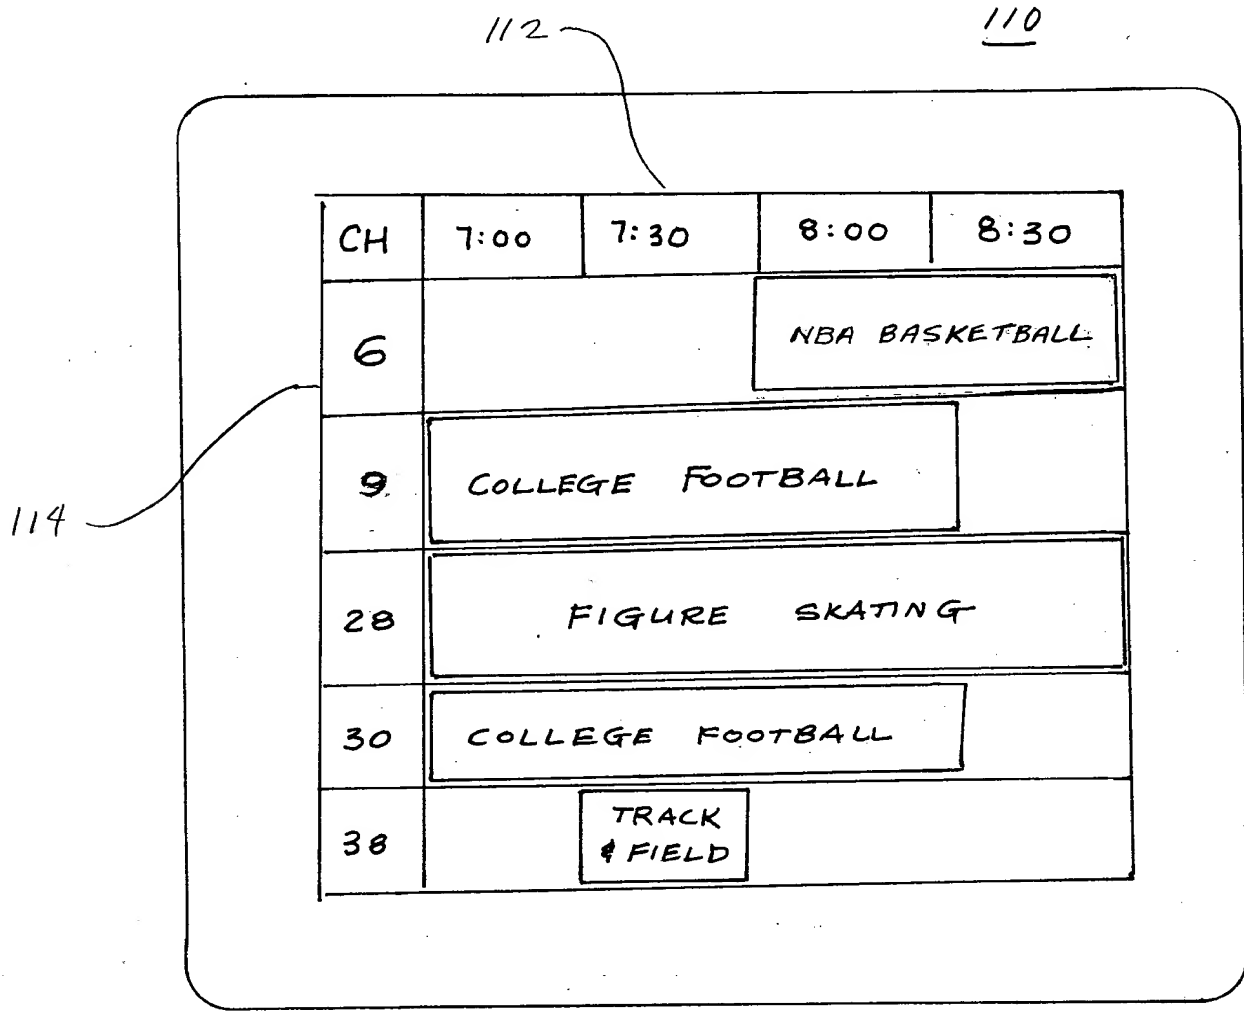 110
112
CH 7:00 7:30 8:00 8:30
6 NBA BASKETBALL
9 COLLEGE FOOTBALL
114
28 FIGURE SKATING
30 COLLEGE FOOTBALL
38 TRACK
& FIELD